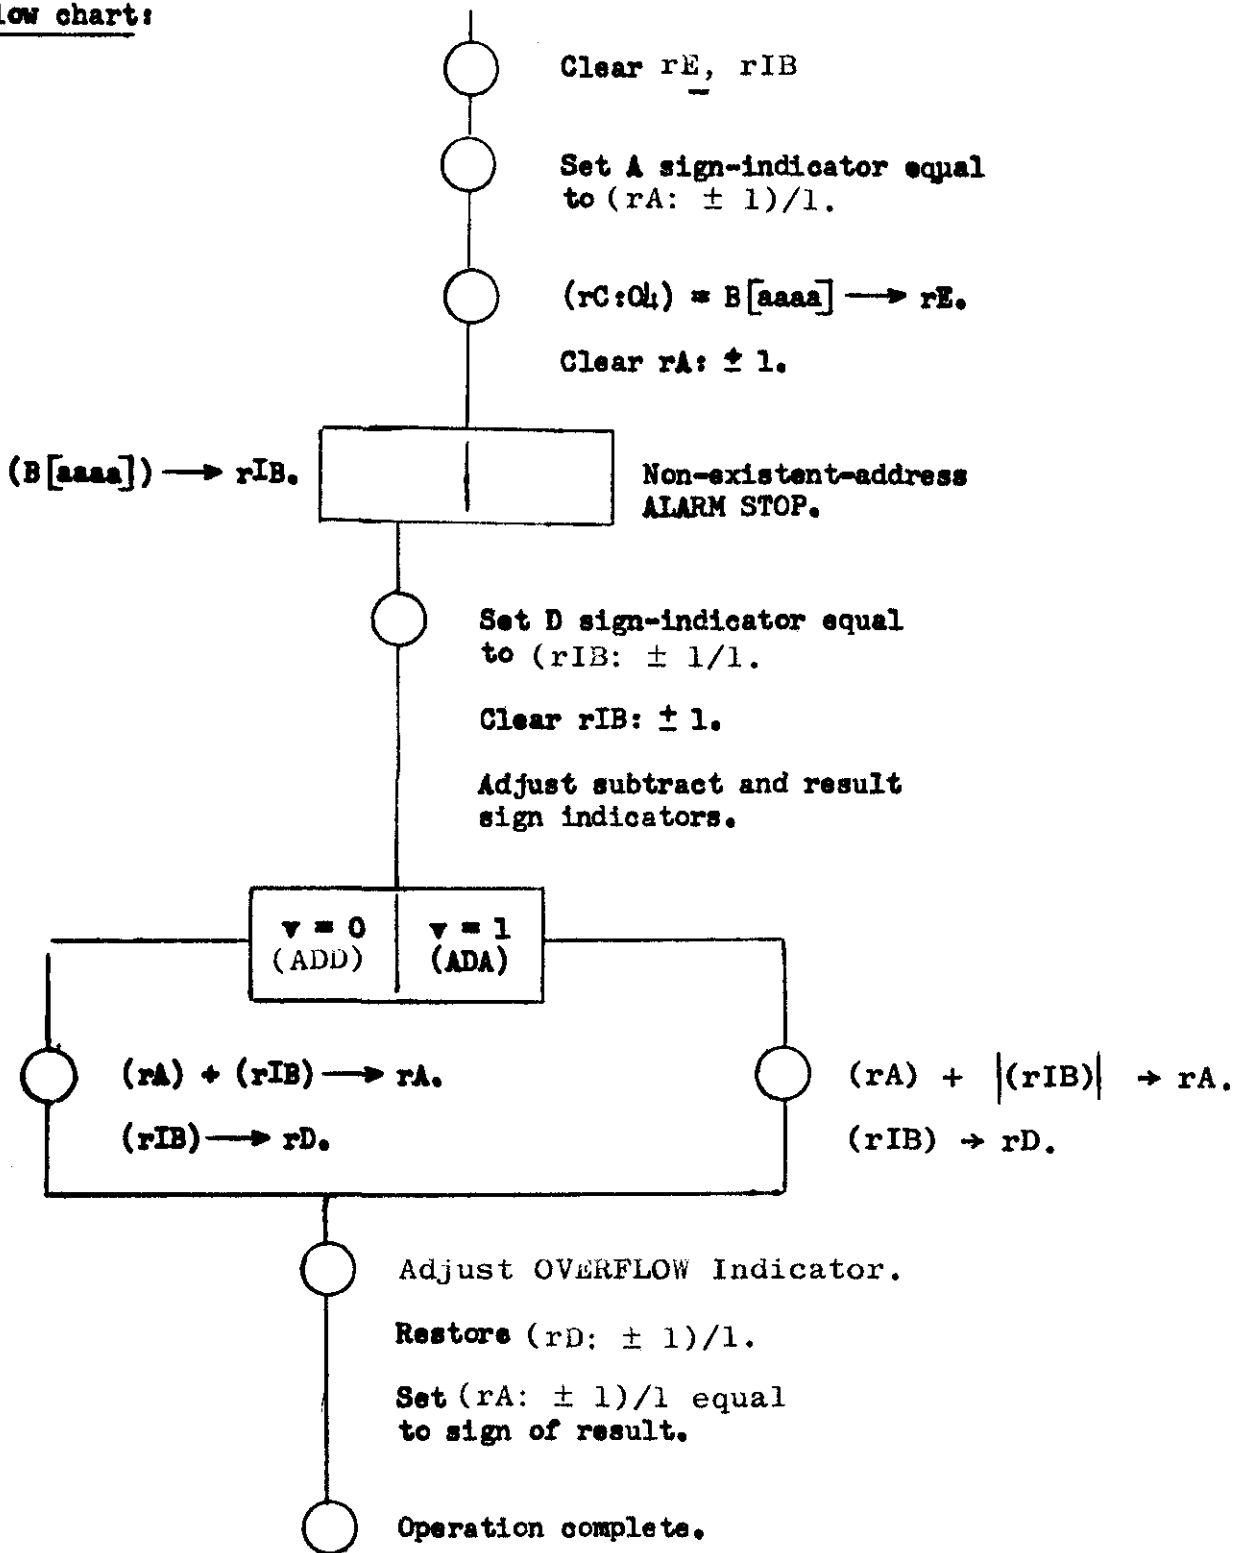 low chart:
Clear rE, rIB
Set A sign-indicator equal
to (rA: ± 1)/1.
(rC:04) = B[aaaa] → rE.
Clear rA: ± 1.
(B[aaaa]) → rIB.
Non-existent-address
ALARM STOP.
Set D sign-indicator equal
to (rIB: ± 1/1.
Clear rIB: ± 1.
Adjust subtract and result
sign indicators.
v = 0 v = 1
(ADD) (ADA)
(rA) + (rIB) → rA.
(rIB) → rD.
(rA) + |(rIB)| → rA.
(rIB) → rD.
Adjust OVERFLOW Indicator.
Restore (rD: ± 1)/1.
Set (rA: ± 1)/1 equal
to sign of result.
Operation complete.